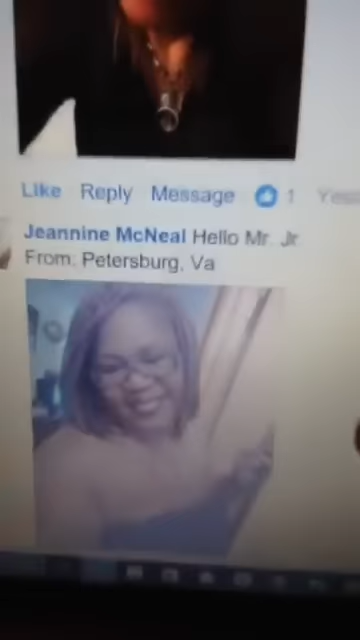 Like Reply Message 1
Jeannine McNeal Hello Mr. Jr
From: Petersburg, Va